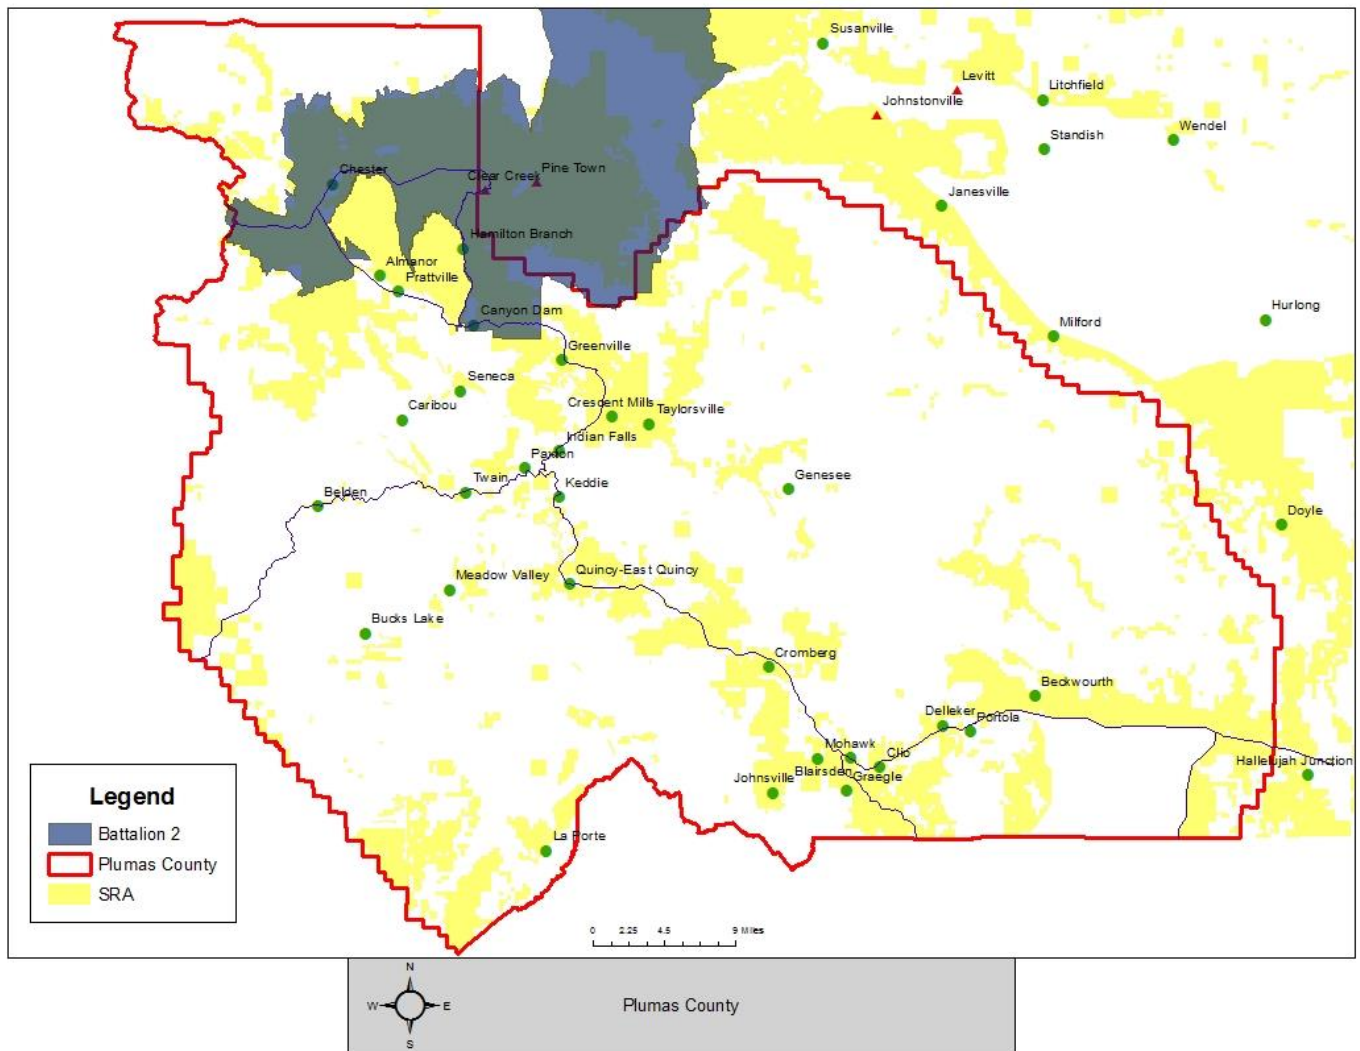 Susanville
Levitt
Litchfield
Johnstonville
Wendel
Standish
Chester
Clear Creek
Pine Town
Janesville
Hamilton Branch
Almanor
Prattville
Canyon Dam
Hurlong
Milford
Greenville
Seneca
Caribou
Crescent Mills
Taylorsville
Indian Falls
Paxton
Twain
Keddie
Genesee
Belden
Doyle
Meadow Valley
Quincy-East Quincy
Bucks Lake
Cromberg
Beckwourth
Delleker
Portola
Mohawk
Clio
Blairsden
Graegle
Johnsville
Hallelujah Junction
La Porte
Legend
Battalion 2
Plumas County
SRA
0 2.25 4.5 9 Miles
N
W E
S
Plumas County